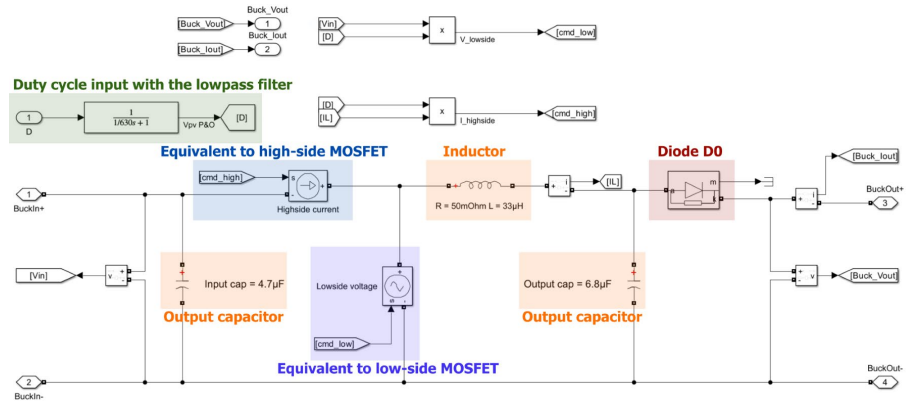 Buck_Vout
[Buck_Vout]
1
Buck_Iout
[Buck_Iout]
2
[Vin]
[D]
x
V_lowside
[cmd_low]
Duty cycle input with the lowpass filter
1
D
1
1/630s + 1
Vpv P&O
[D]
[D]
[IL]
x
I_highside
[cmd_high]
Equivalent to high-side MOSFET
Inductor
Diode D0
[cmd_high]
s
+
-
Highside current
+
R = 50mOhm L = 33µH
+
i
-
[IL]
a
m
k
+
i
-
[Buck_Iout]
1
BuckIn+
BuckOut+
3
[Vin]
v
+
-
+
Input cap = 4.7µF
Output capacitor
Lowside voltage
+
s
-
[cmd_low]
Equivalent to low-side MOSFET
+
Output cap = 6.8µF
Output capacitor
+
-
v
[Buck_Vout]
2
BuckIn-
BuckOut-
4